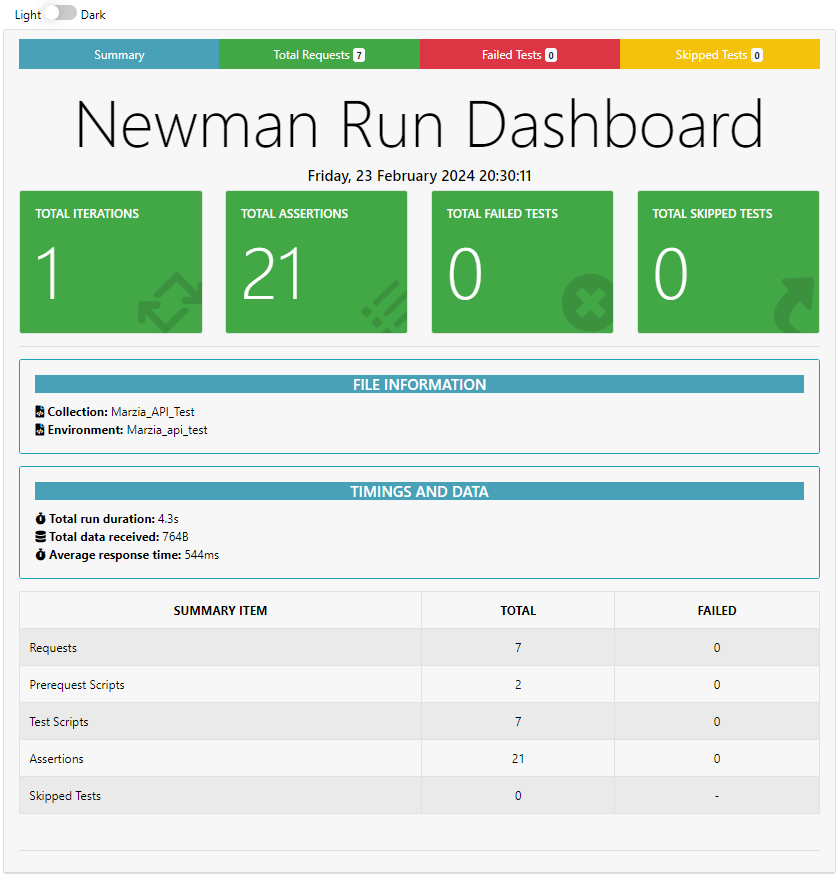 Light Dark
Summary Total Requests 7 Failed Tests 0 Skipped Tests 0
Newman Run Dashboard
Friday, 23 February 2024 20:30:11
TOTAL ITERATIONS TOTAL ASSERTIONS TOTAL FAILED TESTS TOTAL SKIPPED TESTS
1 21 0 0
FILE INFORMATION
Collection: Marzia_API_Test
Environment: Marzia_api_test
TIMINGS AND DATA
Total run duration: 4.3s
Total data received: 764B
Average response time: 544ms
SUMMARY ITEM TOTAL FAILED
Requests 7 0
Prerequest Scripts 2 0
Test Scripts 7 0
Assertions 21 0
Skipped Tests 0 -